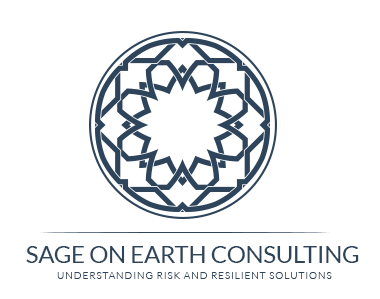 SAGE ON EARTH CONSULTING
UNDERSTANDING RISK AND RESILIENT SOLUTIONS